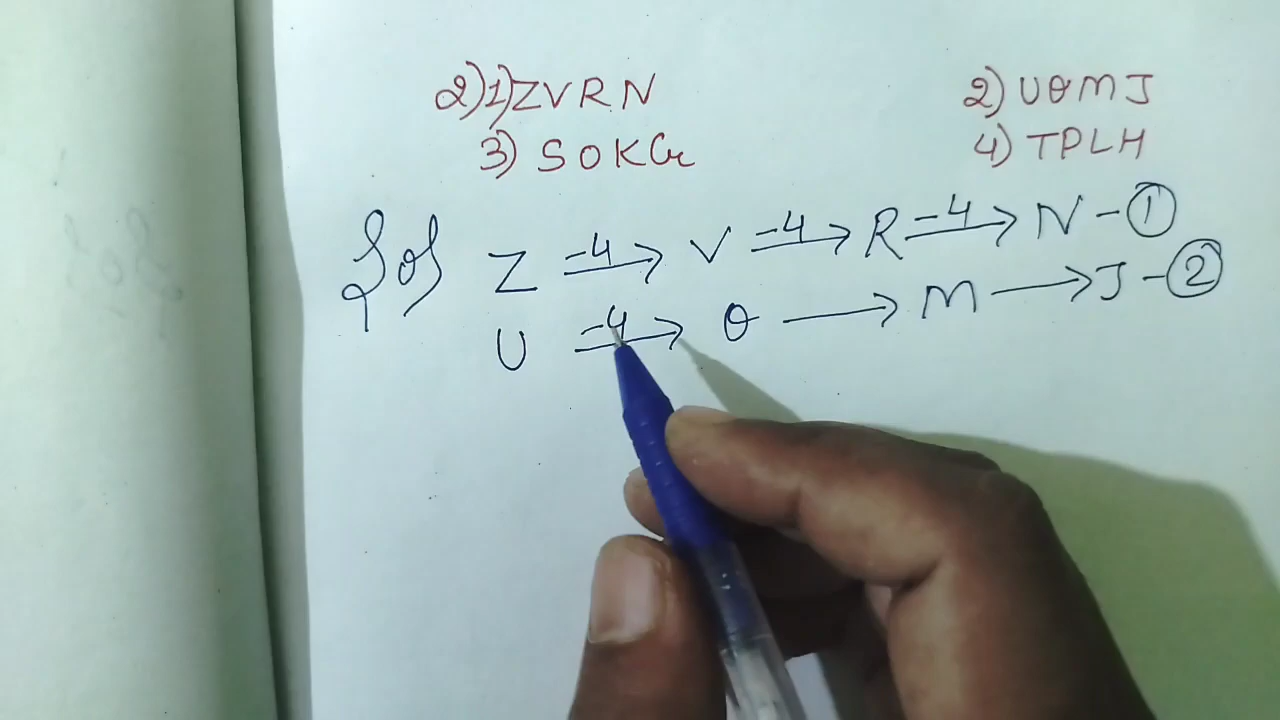 2) 1) ZVRN 2) UQMJ
3) SOKG 4) TPLH
Sol Z -4→ V -4→ R -4→ N - ①
U -4→ Q → M → J - ②